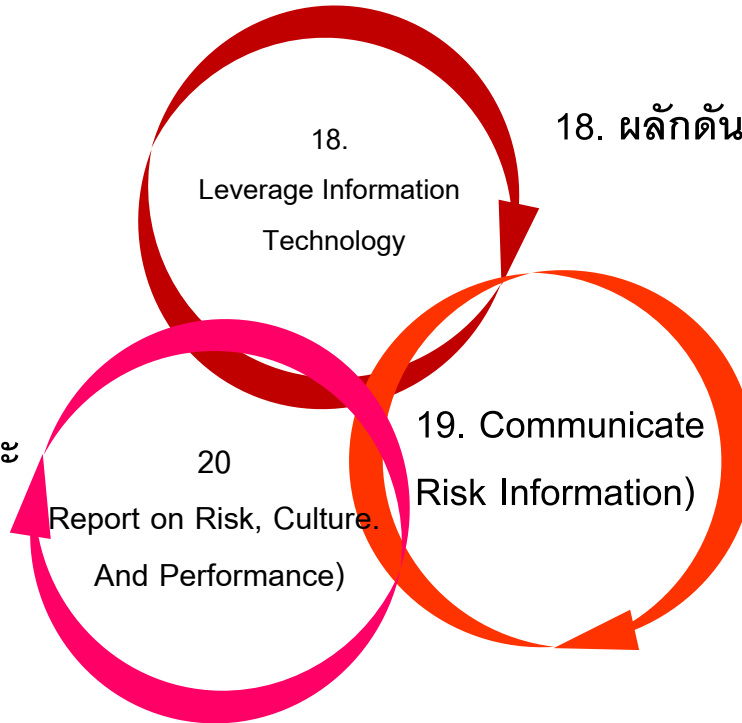 18.
Leverage Information
Technology
18. ผลักดัน
19. Communicate
Risk Information)
ะ
20
Report on Risk, Culture.
And Performance)